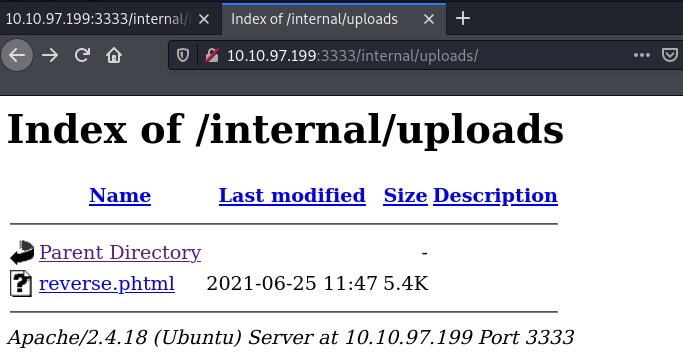 10.10.97.199:3333/internal/i
Index of /internal/uploads
10.10.97.199:3333/internal/uploads/
Index of /internal/uploads
Name Last modified Size Description
Parent Directory -
reverse.phtml 2021-06-25 11:47 5.4K
Apache/2.4.18 (Ubuntu) Server at 10.10.97.199 Port 3333